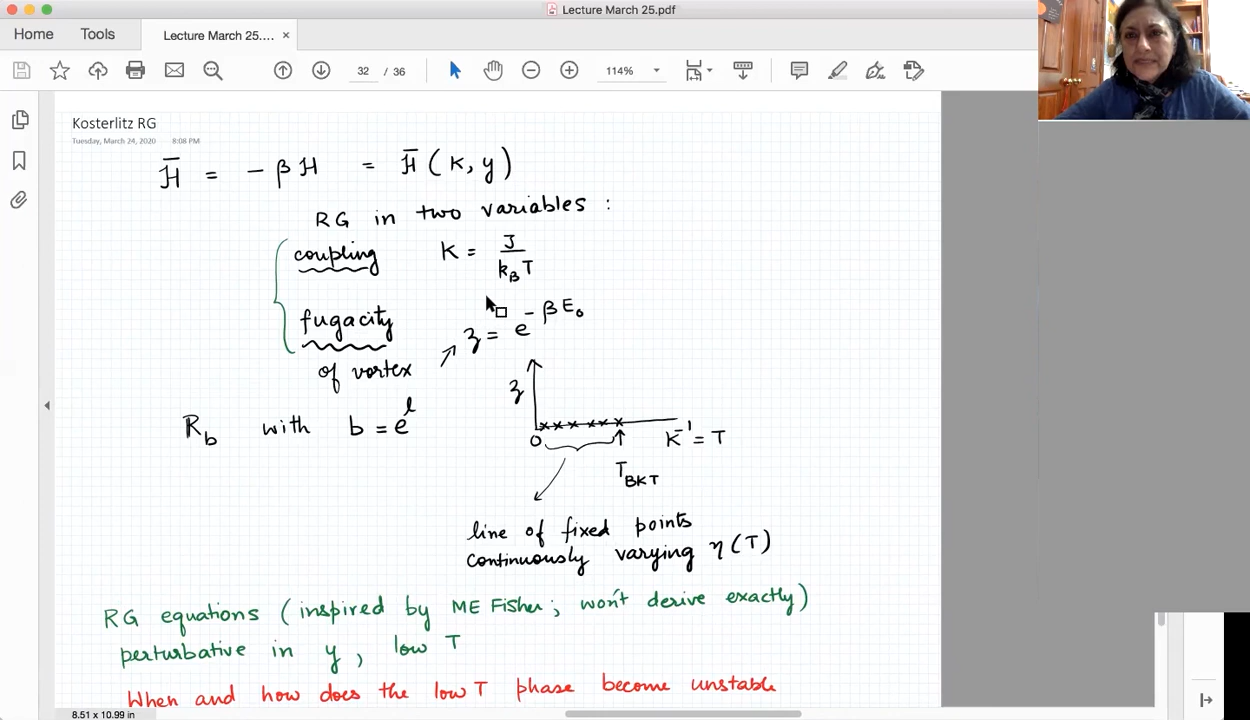 Lecture March 25.pdf
Home
Tools
Lecture March 25....
×
32 / 36
114%
Kosterlitz RG
Tuesday, March 24, 2020 8:08 PM
H̄ = - β H = H̄ (K, y)
RG in two variables :
coupling K = J / k_B T
fugacity z = e^{- β E₀}
of vortex
z
R_b with b = e^l
0 K⁻¹ = T
T_BKT
line of fixed points
continuously varying η(T)
RG equations (inspired by ME Fisher; won't derive exactly)
perturbative in y, low T
When and how does the low T phase become unstable
8.51 x 10.99 in